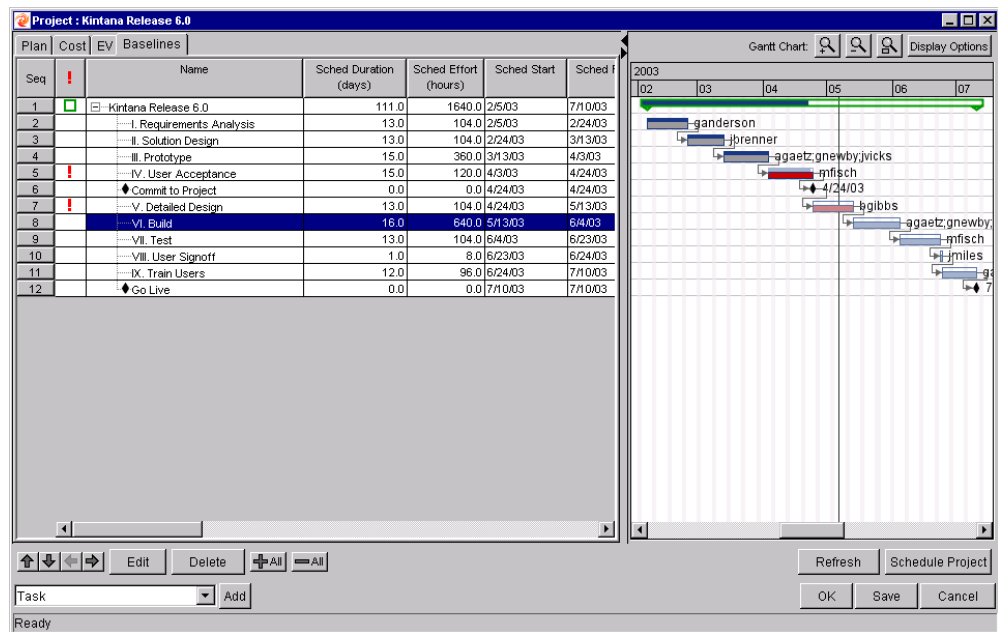 Project : Kintana Release 6.0
Plan Cost EV Baselines
Gantt Chart: Display Options
Seq ! Name Sched Duration (days) Sched Effort (hours) Sched Start Sched F
2003
02 03 04 05 06 07
1 Kintana Release 6.0 111.0 1640.0 2/5/03 7/10/03
2 I. Requirements Analysis 13.0 104.0 2/5/03 2/24/03 ganderson
3 II. Solution Design 13.0 104.0 2/24/03 3/13/03 jbrenner
4 III. Prototype 15.0 360.0 3/13/03 4/3/03 agaetz;gnewby;jvicks
5 ! IV. User Acceptance 15.0 120.0 4/3/03 4/24/03 mfisch
6 Commit to Project 0.0 0.0 4/24/03 4/24/03 4/24/03
7 ! V. Detailed Design 13.0 104.0 4/24/03 5/13/03 bgibbs
8 VI. Build 16.0 640.0 5/13/03 6/4/03 agaetz;gnewby;
9 VII. Test 13.0 104.0 6/4/03 6/23/03 mfisch
10 VIII. User Signoff 1.0 8.0 6/23/03 6/24/03 jmiles
11 IX. Train Users 12.0 96.0 6/24/03 7/10/03 ga
12 Go Live 0.0 0.0 7/10/03 7/10/03 7
Edit Delete All All Refresh Schedule Project
Task Add OK Save Cancel
Ready